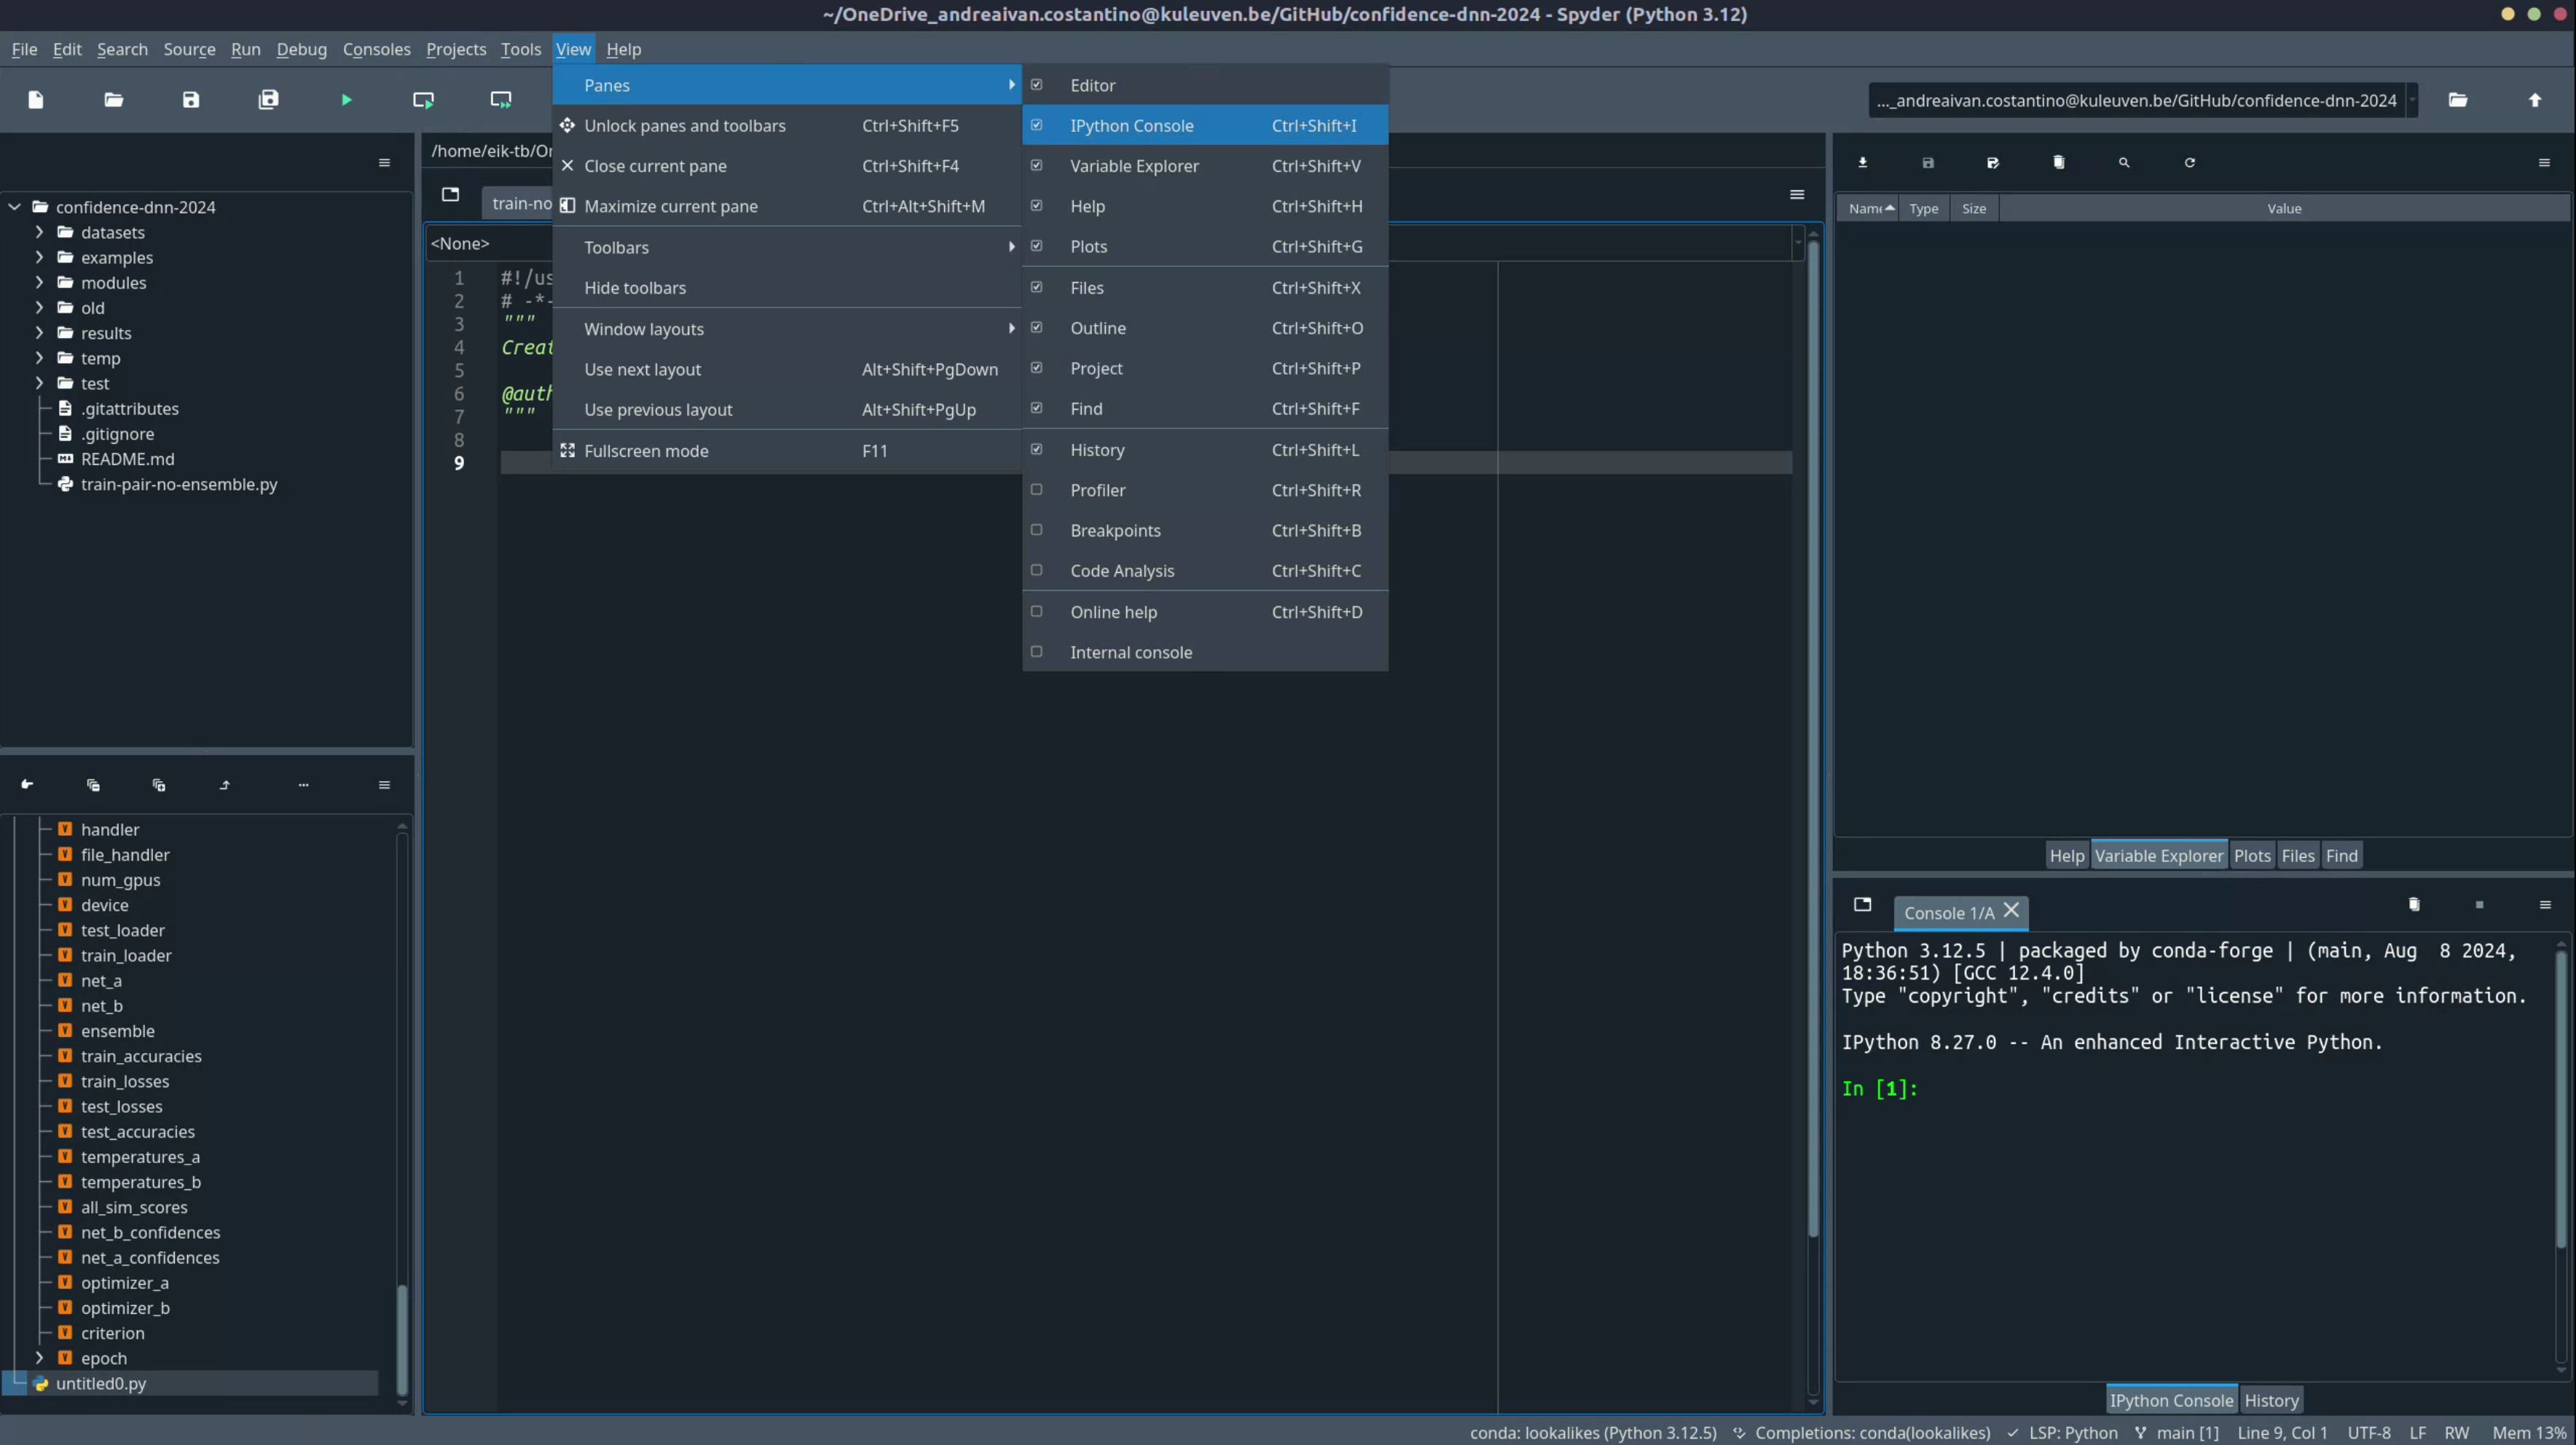 ~/OneDrive_andreaivan.costantino@kuleuven.be/GitHub/confidence-dnn-2024 - Spyder (Python 3.12)
File Edit Search Source Run Debug Consoles Projects Tools View Help
..._andreaivan.costantino@kuleuven.be/GitHub/confidence-dnn-2024
confidence-dnn-2024
datasets
examples
modules
old
results
temp
test
.gitattributes
.gitignore
README.md
train-pair-no-ensemble.py
handler
file_handler
num_gpus
device
test_loader
train_loader
net_a
net_b
ensemble
train_accuracies
train_losses
test_losses
test_accuracies
temperatures_a
temperatures_b
all_sim_scores
net_b_confidences
net_a_confidences
optimizer_a
optimizer_b
criterion
epoch
untitled0.py
/home/eik-tb/
train-no
<None>
1 #!/us
2 # -*-
3 """
4 Creat
5
6 @auth
7 """
8
9
Panes
Unlock panes and toolbars Ctrl+Shift+F5
Close current pane Ctrl+Shift+F4
Maximize current pane Ctrl+Alt+Shift+M
Toolbars
Hide toolbars
Window layouts
Use next layout Alt+Shift+PgDown
Use previous layout Alt+Shift+PgUp
Fullscreen mode F11
Editor
IPython Console Ctrl+Shift+I
Variable Explorer Ctrl+Shift+V
Help Ctrl+Shift+H
Plots Ctrl+Shift+G
Files Ctrl+Shift+X
Outline Ctrl+Shift+O
Project Ctrl+Shift+P
Find Ctrl+Shift+F
History Ctrl+Shift+L
Profiler Ctrl+Shift+R
Breakpoints Ctrl+Shift+B
Code Analysis Ctrl+Shift+C
Online help Ctrl+Shift+D
Internal console
Name Type Size Value
Help Variable Explorer Plots Files Find
Console 1/A
Python 3.12.5 | packaged by conda-forge | (main, Aug  8 2024,
18:36:51) [GCC 12.4.0]
Type "copyright", "credits" or "license" for more information.
IPython 8.27.0 -- An enhanced Interactive Python.
In [1]:
IPython Console History
conda: lookalikes (Python 3.12.5) Completions: conda(lookalikes) LSP: Python main [1] Line 9, Col 1 UTF-8 LF RW Mem 13%